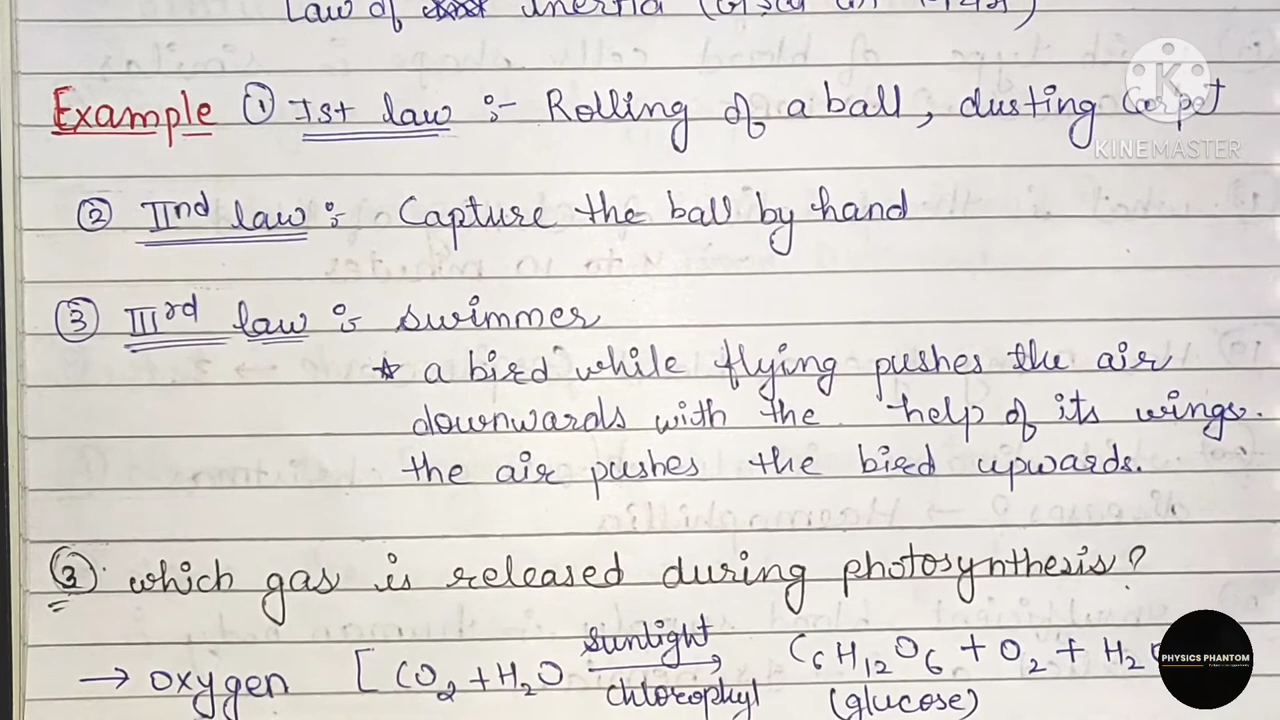 Law of Inertia (
Example ① Ist law :- Rolling of a ball, dusting Carpet
KINEMASTER
② IInd law : Capture the ball by hand
③ IIIrd law : swimmer
* a bird while flying pushes the air
downwards with the help of its wings.
the air pushes the bird upwards.
③. which gas is released during photosynthesis?
→ oxygen [ CO₂ + H₂O sunlight → chlorophyl C₆H₁₂O₆ + O₂ + H₂O
(glucose)
PHYSICS PHANTOM